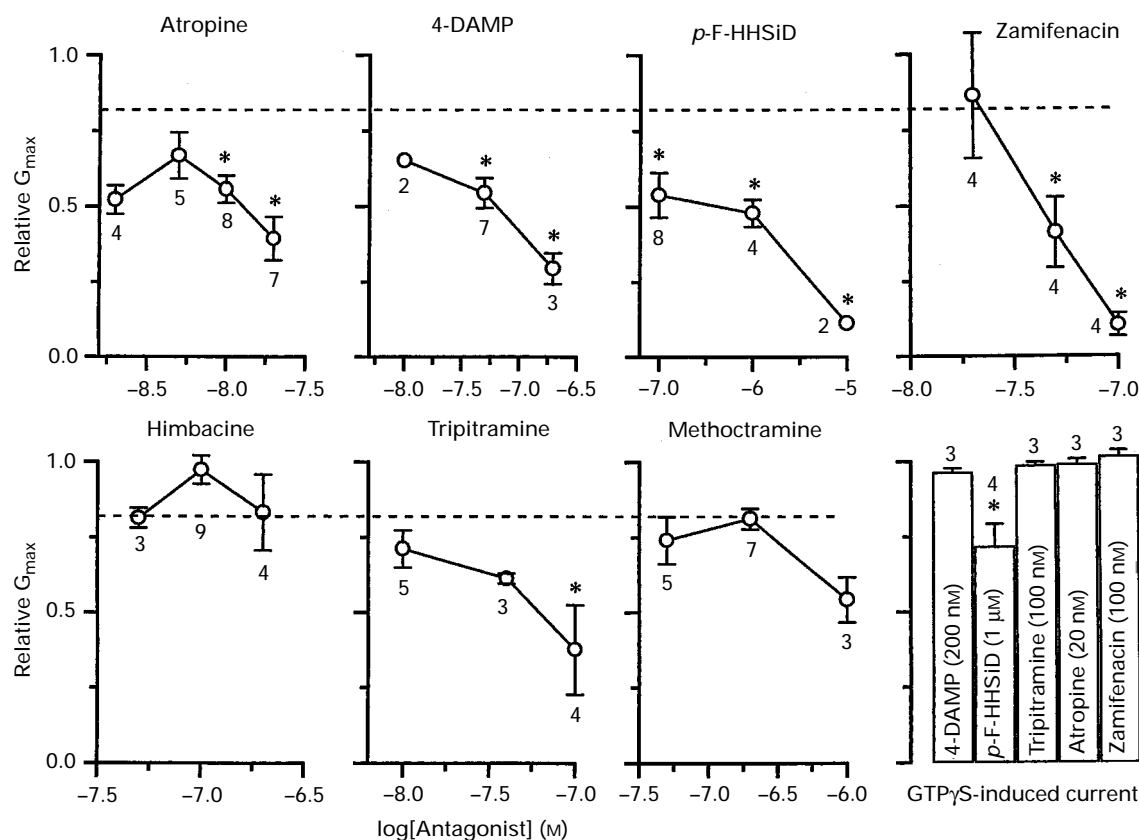 Atropine
4-DAMP
p-F-HHSiD
Zamifenacin
Relative Gmax
1.0
0.5
0.0
4
5
*
8
*
7
2
*
7
*
3
*
8
*
4
*
2
4
*
4
*
4
−8.5 −8.0 −7.5
−8.0 −7.5 −7.0 −6.5
−7.0 −6 −5
−8.0 −7.5 −7.0
Himbacine
Tripitramine
Methoctramine
Relative Gmax
1.0
0.5
0.0
3
9
4
5
3
*
4
5
7
3
3
4
*
3
3
3
4-DAMP (200 nM)
p-F-HHSiD (1 μM)
Tripitramine (100 nM)
Atropine (20 nM)
Zamifenacin (100 nM)
−7.5 −7.0 −6.5
−8.0 −7.5 −7.0
−7.5 −7.0 −6.5 −6.0
GTPγS-induced current
log[Antagonist] (M)